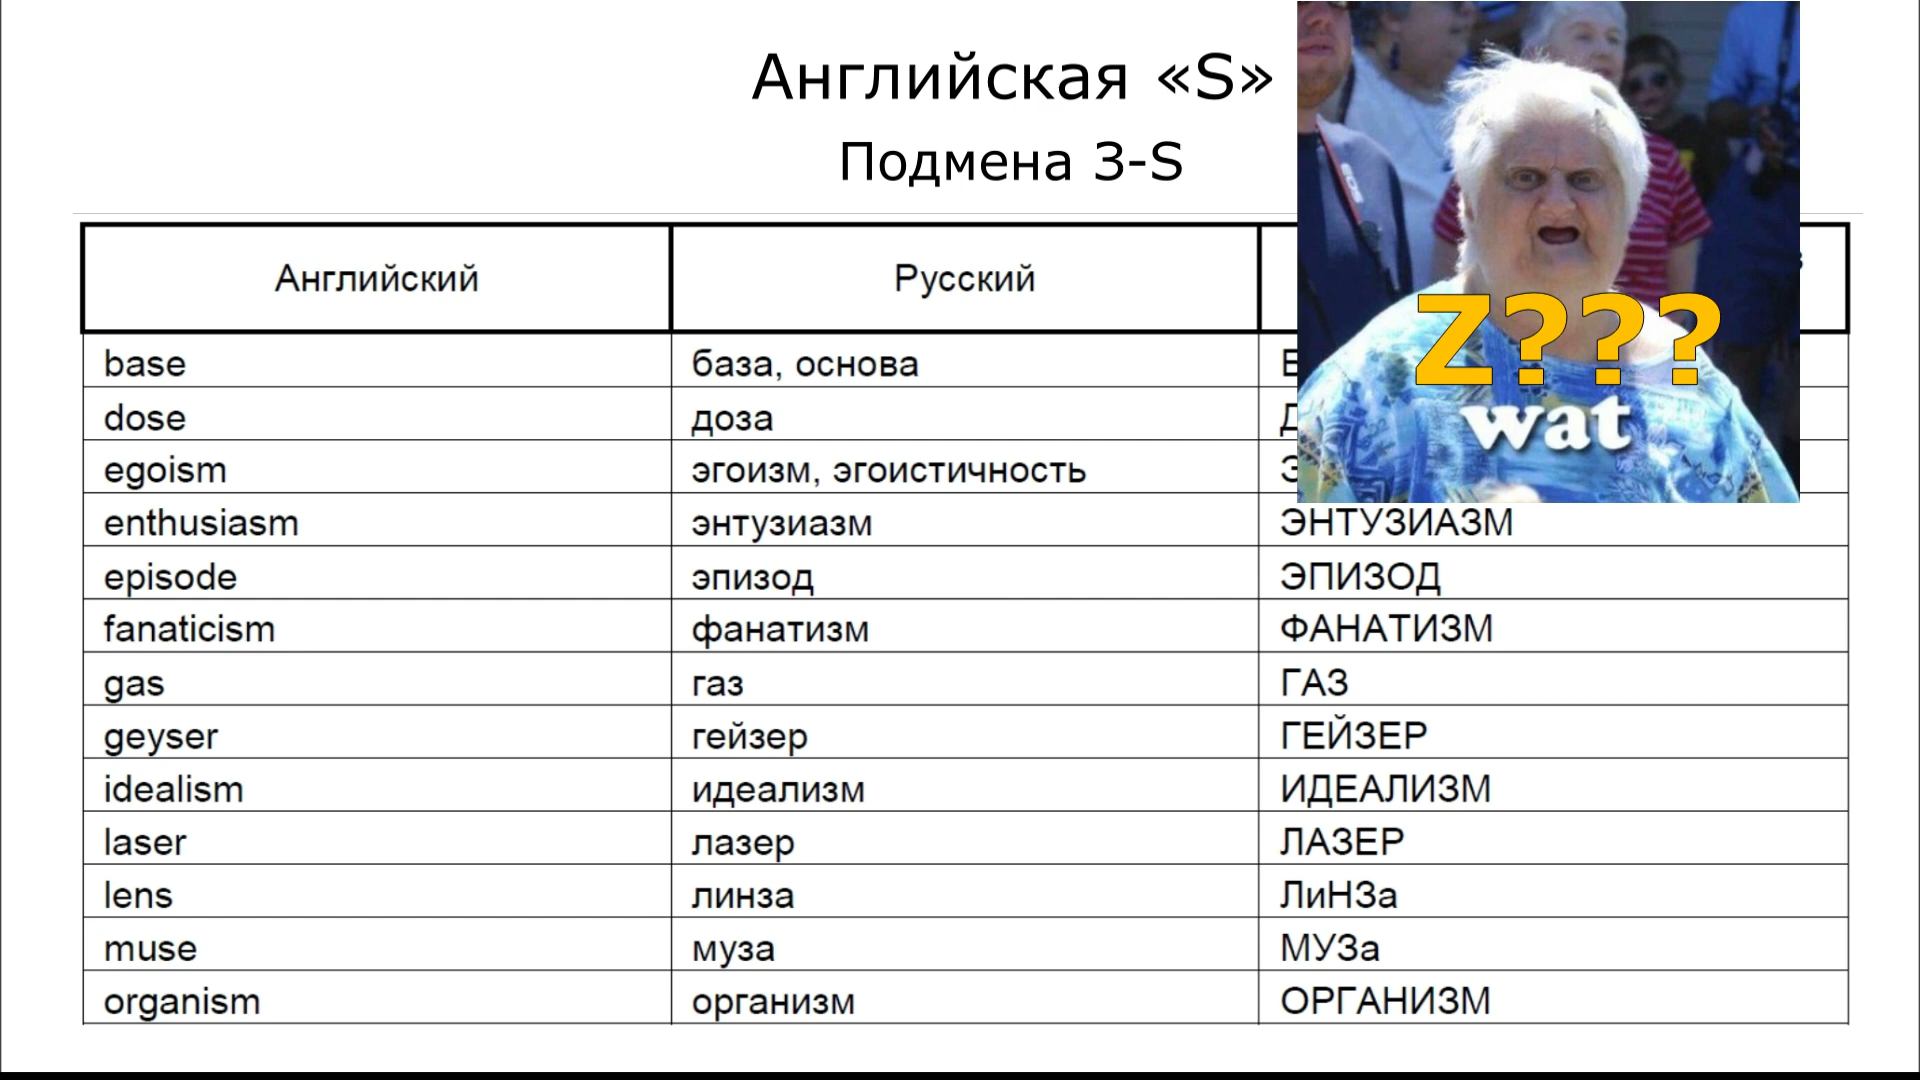 Английская «S»
Подмена З-S
Английский Русский
Z???
wat
base база, основа
dose доза
egoism эгоизм, эгоистичность
enthusiasm энтузиазм ЭНТУЗИАЗМ
episode эпизод ЭПИЗОД
fanaticism фанатизм ФАНАТИЗМ
gas газ ГАЗ
geyser гейзер ГЕЙЗЕР
idealism идеализм ИДЕАЛИЗМ
laser лазер ЛАЗЕР
lens линза ЛиНЗа
muse муза МУЗа
organism организм ОРГАНИЗМ